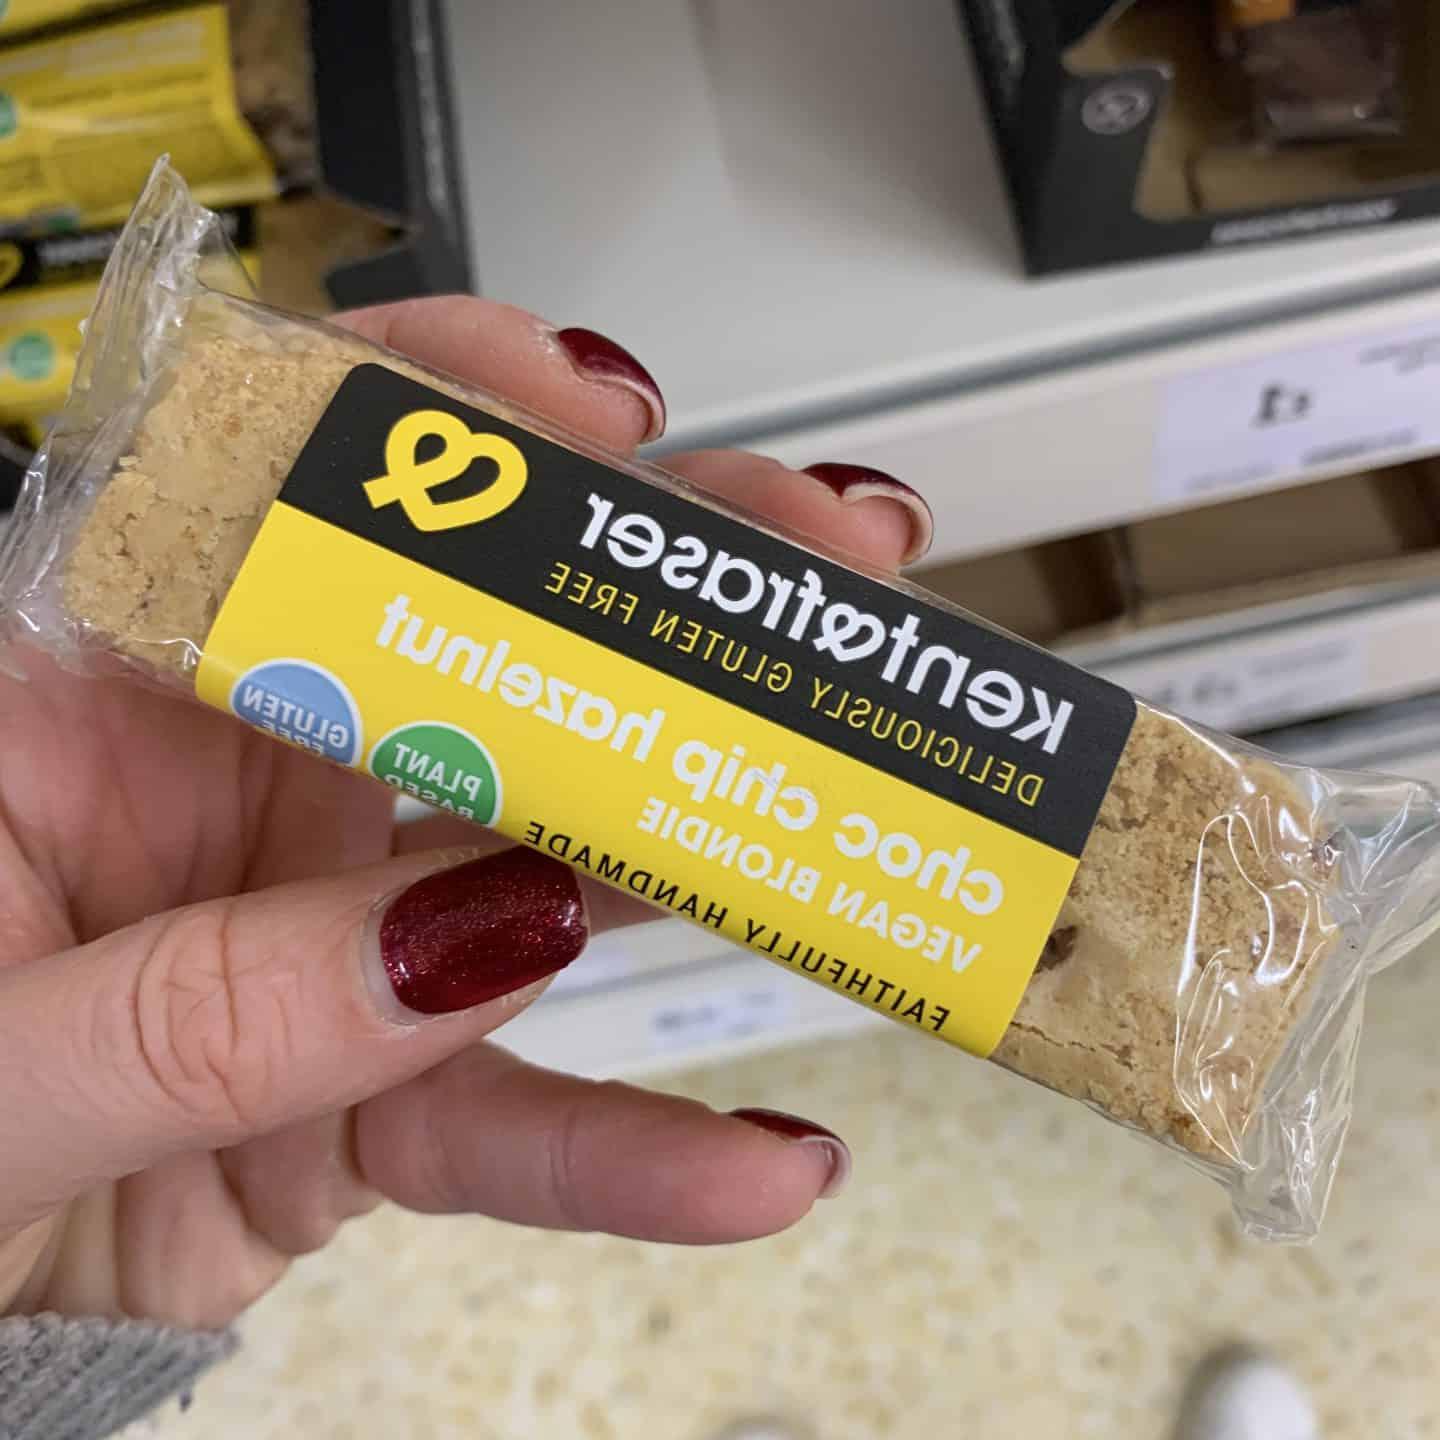 kent&fraser
DELICIOUSLY GLUTEN FREE
choc chip hazelnut
VEGAN BLONDIE
FAITHFULLY HANDMADE
PLANT
BASED
GLUTEN
FREE